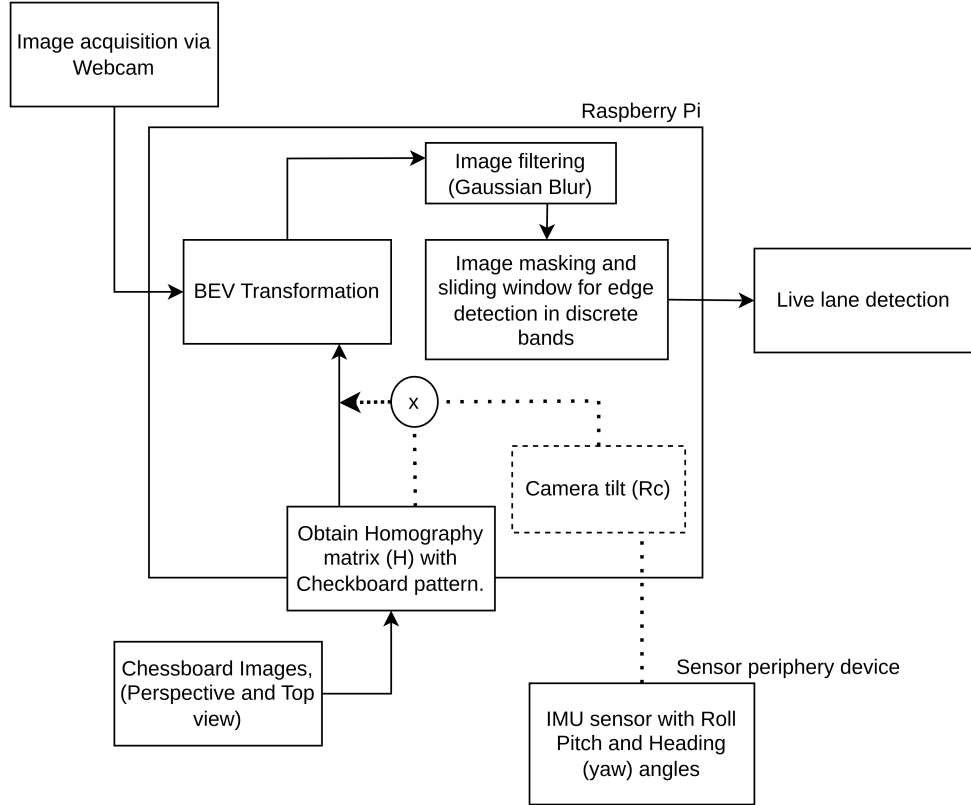 Image acquisition via
Webcam
Raspberry Pi
Image filtering
(Gaussian Blur)
BEV Transformation
Image masking and
sliding window for edge
detection in discrete
bands
Live lane detection
x
Camera tilt (Rc)
Obtain Homography
matrix (H) with
Checkboard pattern.
Chessboard Images,
(Perspective and Top
view)
Sensor periphery device
IMU sensor with Roll
Pitch and Heading
(yaw) angles